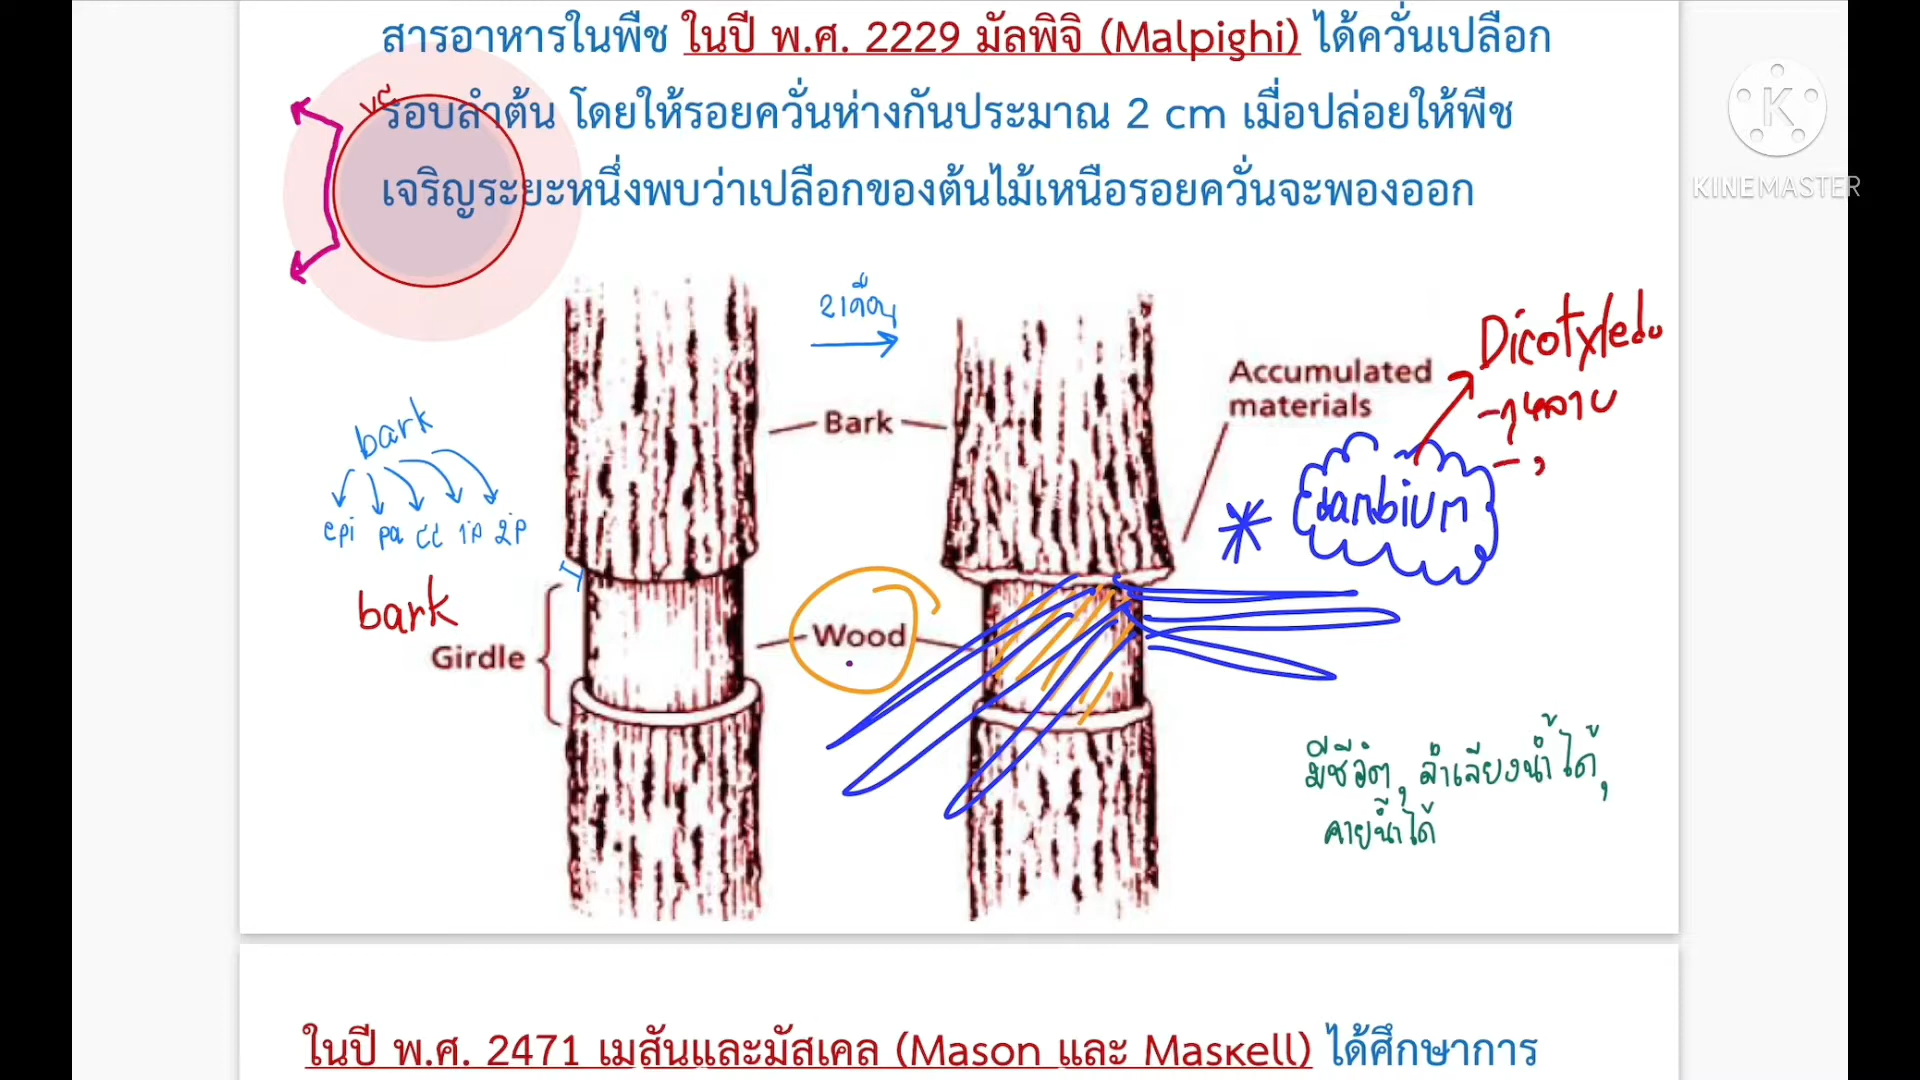 สารอาหารในพืช ในปี พ.ศ. 2229 มัลพิจิ (Malpighi) ได้ควั่นเปลือก
รอบลำต้น โดยให้รอยควั่นห่างกันประมาณ 2 cm เมื่อปล่อยให้พืช
เจริญระยะหนึ่งพบว่าเปลือกของต้นไม้เหนือรอยควั่นจะพองออก
KINEMASTER
2เดือน
Dicotyledo
Accumulated
materials
-กุหลาบ
Bark
bark
cambium
epi pa cc 1°p 2°p
bark
Wood
Girdle
มีชีวิต, ลำเลียงน้ำได้,
คายน้ำได้
ในปี พ.ศ. 2471 เมสันและมัสเคล (Mason และ Maskell) ได้ศึกษาการ